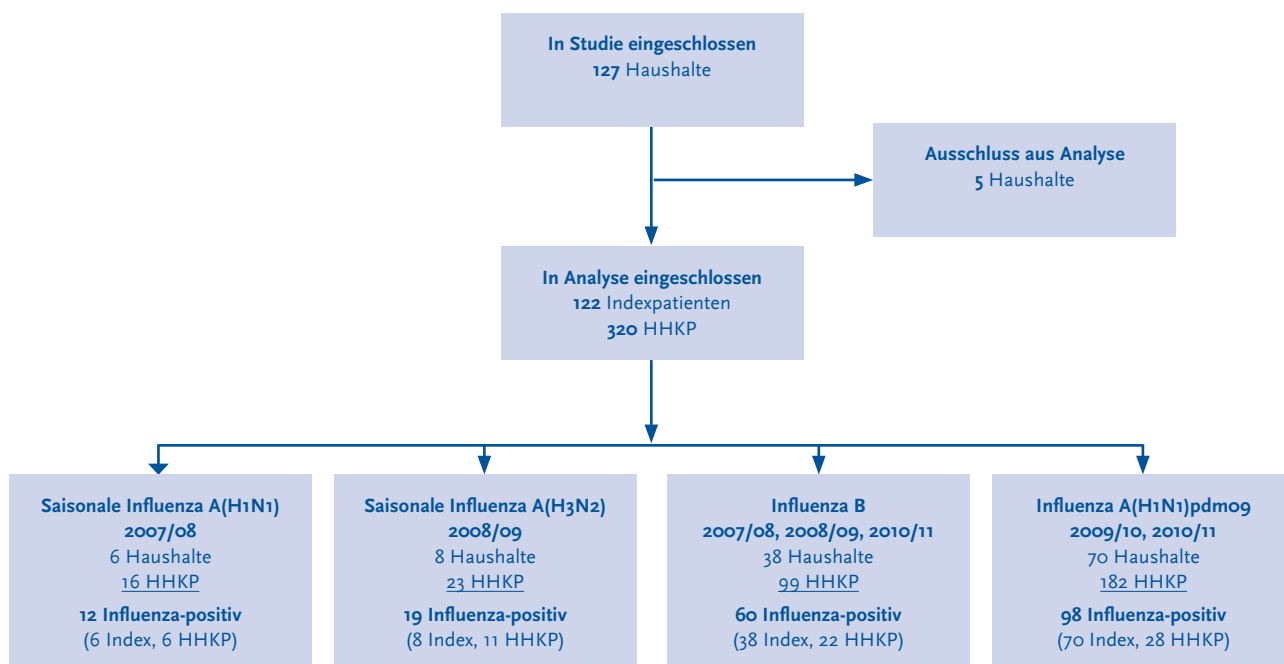 In Studie eingeschlossen
127 Haushalte
Ausschluss aus Analyse
5 Haushalte
In Analyse eingeschlossen
122 Indexpatienten
320 HHKP
Saisonale Influenza A(H1N1)
2007/08
6 Haushalte
16 HHKP
12 Influenza-positiv
(6 Index, 6 HHKP)
Saisonale Influenza A(H3N2)
2008/09
8 Haushalte
23 HHKP
19 Influenza-positiv
(8 Index, 11 HHKP)
Influenza B
2007/08, 2008/09, 2010/11
38 Haushalte
99 HHKP
60 Influenza-positiv
(38 Index, 22 HHKP)
Influenza A(H1N1)pdm09
2009/10, 2010/11
70 Haushalte
182 HHKP
98 Influenza-positiv
(70 Index, 28 HHKP)